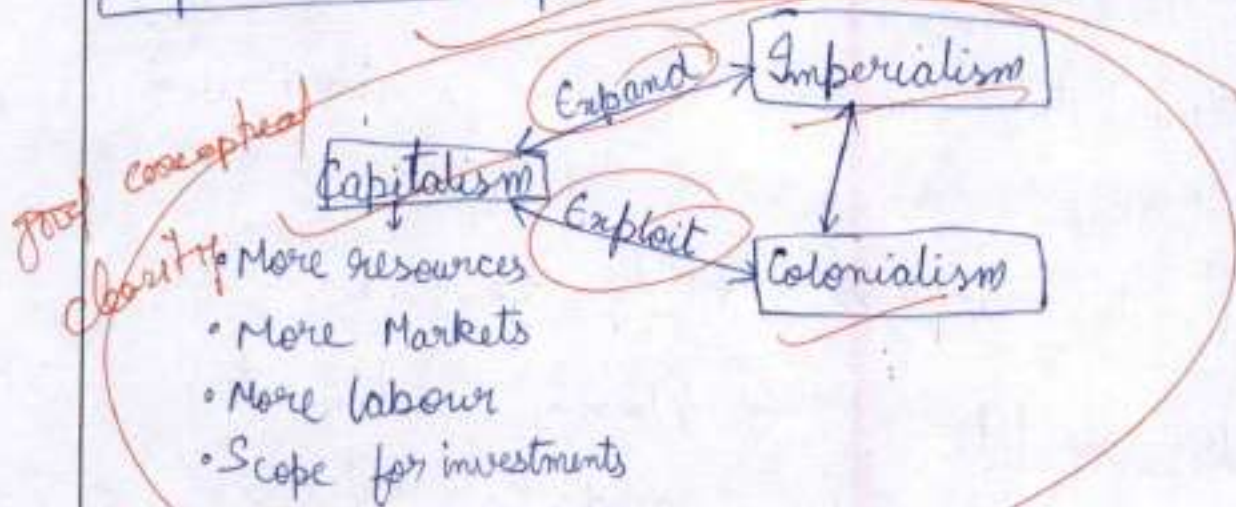 Expand
Imperialism
good conceptual
clarity
Capitalism
Exploit
Colonialism
• More resources
• More Markets
• More labour
• Scope for investments